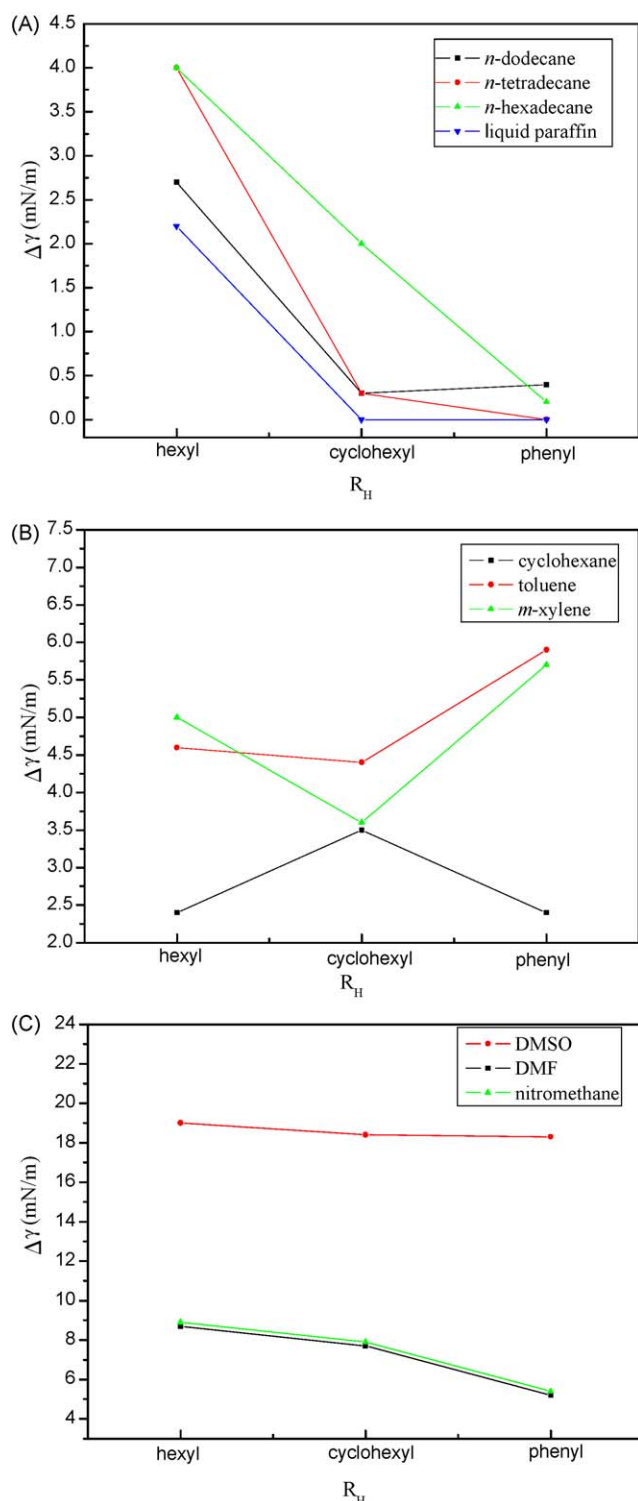 (A)
4.5
4.0
3.5
3.0
2.5
2.0
1.5
1.0
0.5
0.0
Δγ (mN/m)
n-dodecane
n-tetradecane
n-hexadecane
liquid paraffin
hexyl cyclohexyl phenyl
R_H
(B)
7.5
7.0
6.5
6.0
5.5
5.0
4.5
4.0
3.5
3.0
2.5
2.0
Δγ (mN/m)
cyclohexane
toluene
m-xylene
hexyl cyclohexyl phenyl
R_H
(C)
24
22
20
18
16
14
12
10
8
6
4
Δγ (mN/m)
DMSO
DMF
nitromethane
hexyl cyclohexyl phenyl
R_H